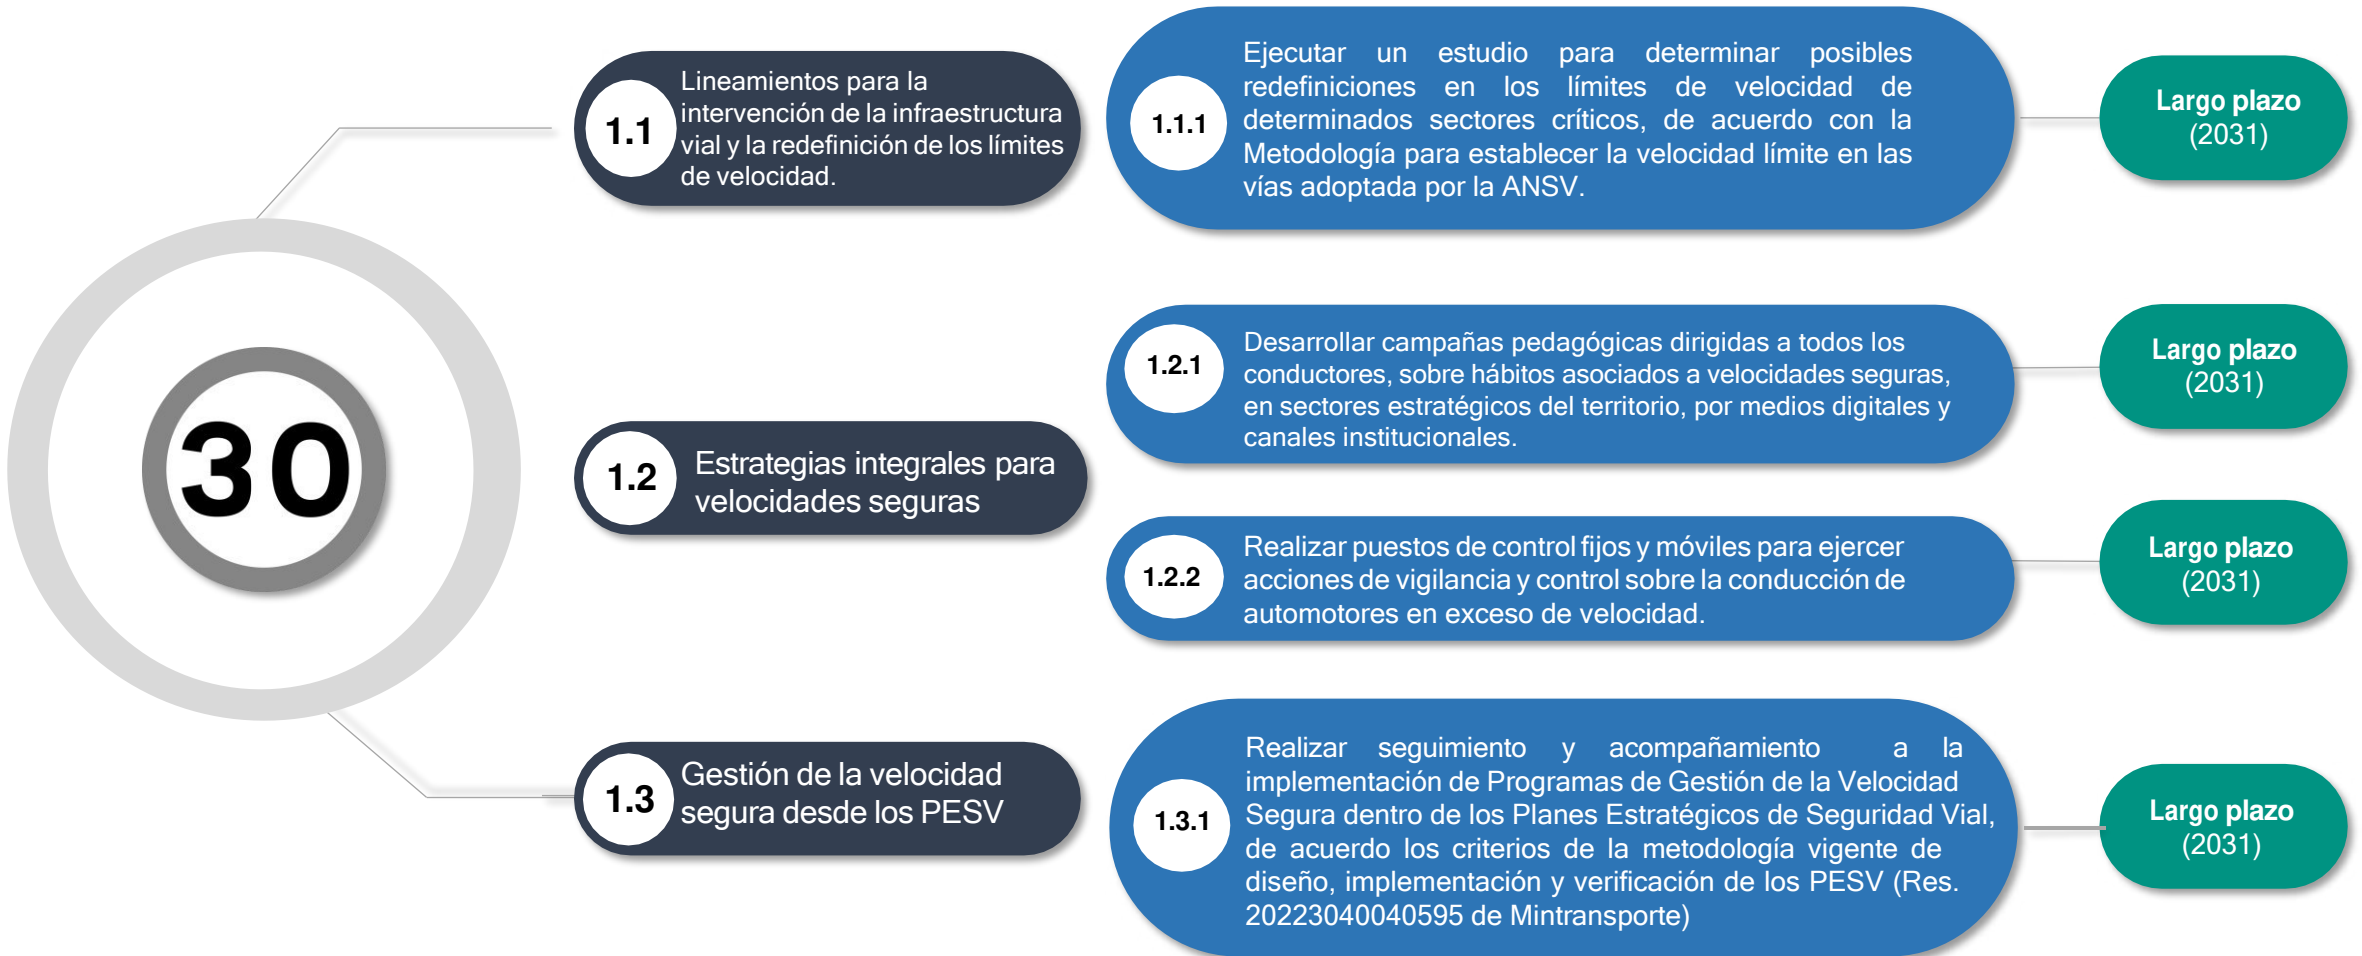 30
1.1
Lineamientos para la
intervención de la infraestructura
vial y la redefinición de los límites
de velocidad.
1.1.1
Ejecutar un estudio para determinar posibles
redefiniciones en los límites de velocidad de
determinados sectores críticos, de acuerdo con la
Metodología para establecer la velocidad límite en las
vías adoptada por la ANSV.
Largo plazo
(2031)
1.2
Estrategias integrales para
velocidades seguras
1.2.1
Desarrollar campañas pedagógicas dirigidas a todos los
conductores, sobre hábitos asociados a velocidades seguras,
en sectores estratégicos del territorio, por medios digitales y
canales institucionales.
Largo plazo
(2031)
1.2.2
Realizar puestos de control fijos y móviles para ejercer
acciones de vigilancia y control sobre la conducción de
automotores en exceso de velocidad.
Largo plazo
(2031)
1.3
Gestión de la velocidad
segura desde los PESV
1.3.1
Realizar seguimiento y acompañamiento a la
implementación de Programas de Gestión de la Velocidad
Segura dentro de los Planes Estratégicos de Seguridad Vial,
de acuerdo los criterios de la metodología vigente de
diseño, implementación y verificación de los PESV (Res.
20223040040595 de Mintransporte)
Largo plazo
(2031)